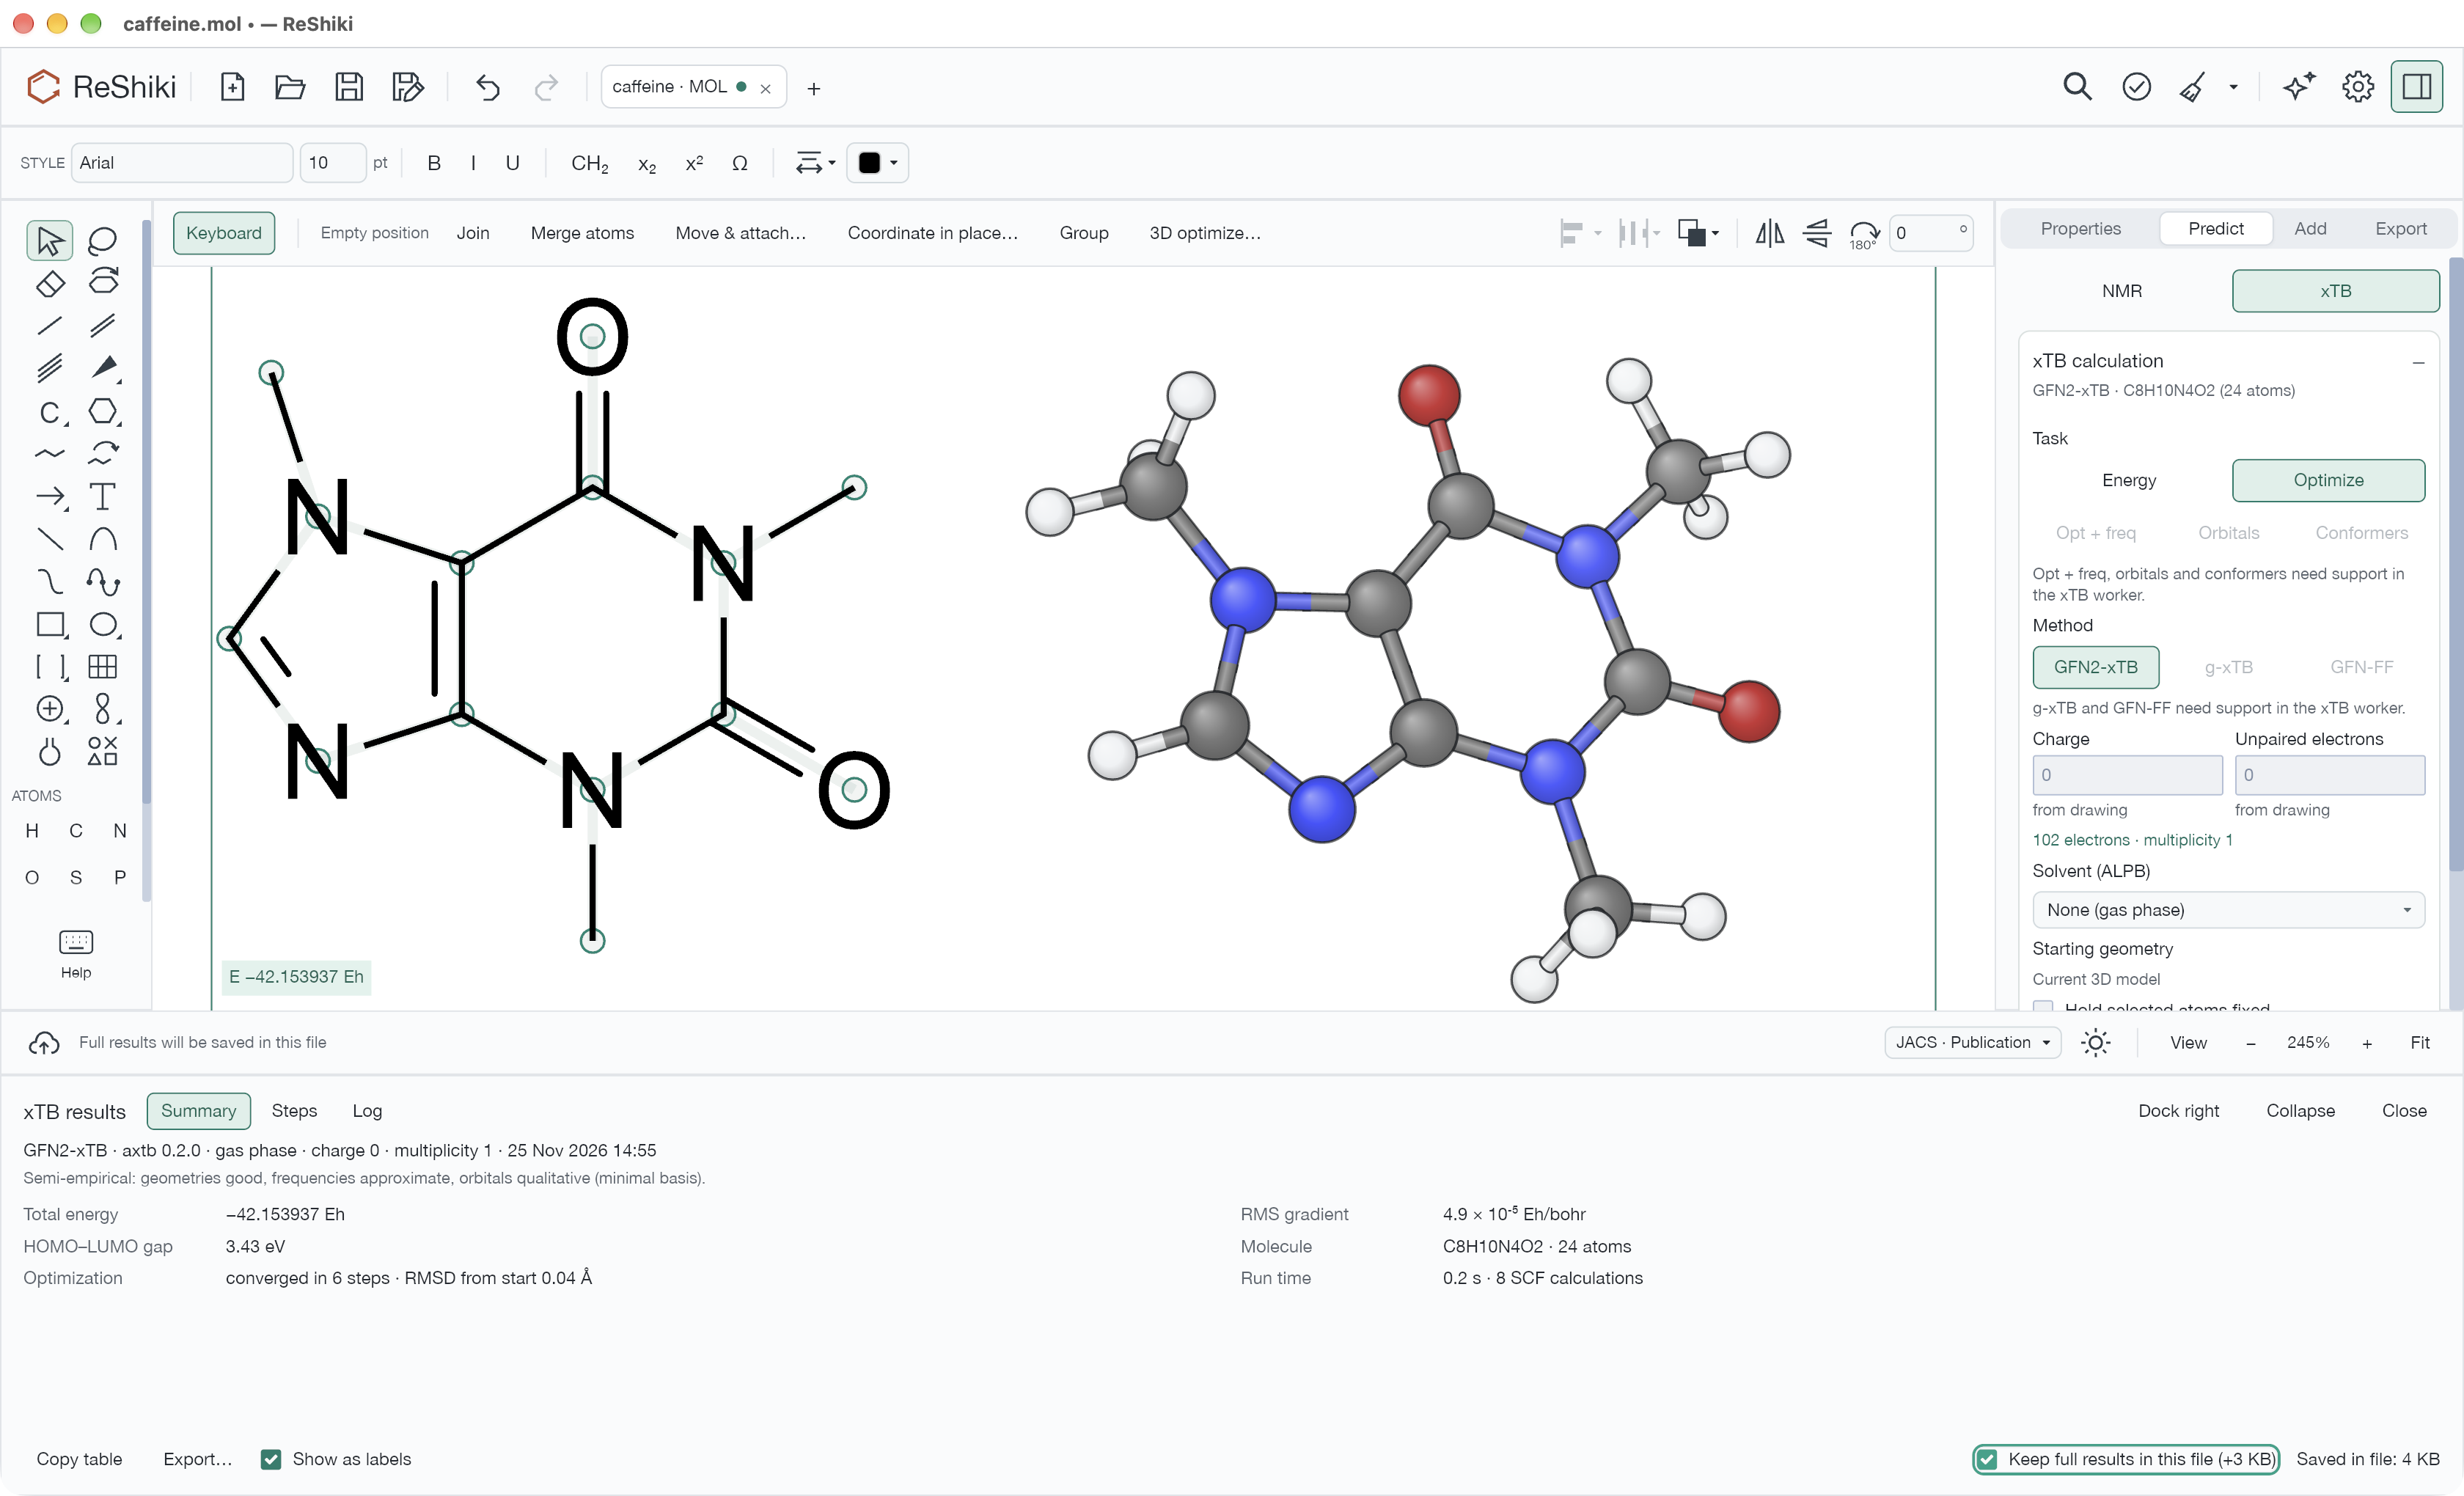 caffeine.mol • — ReShiki
ReShiki
caffeine · MOL
STYLE Arial 10 pt B I U CH₂ x₂ x² Ω
Keyboard Empty position Join Merge atoms Move & attach... Coordinate in place... Group 3D optimize... 180° 0 °
Properties Predict Add Export
NMR xTB
xTB calculation
GFN2-xTB · C8H10N4O2 (24 atoms)
Task
Energy Optimize
Opt + freq Orbitals Conformers
Opt + freq, orbitals and conformers need support in
the xTB worker.
Method
GFN2-xTB g-xTB GFN-FF
g-xTB and GFN-FF need support in the xTB worker.
Charge Unpaired electrons
0 0
from drawing from drawing
102 electrons · multiplicity 1
Solvent (ALPB)
None (gas phase)
Starting geometry
Current 3D model
Hold selected atoms fixed
C
T
ATOMS
H C N
O S P
Help
O
N
N
N
N
O
E −42.153937 Eh
Full results will be saved in this file
JACS · Publication View − 245% + Fit
xTB results Summary Steps Log Dock right Collapse Close
GFN2-xTB · axtb 0.2.0 · gas phase · charge 0 · multiplicity 1 · 25 Nov 2026 14:55
Semi-empirical: geometries good, frequencies approximate, orbitals qualitative (minimal basis).
Total energy −42.153937 Eh RMS gradient 4.9 × 10⁻⁵ Eh/bohr
HOMO–LUMO gap 3.43 eV Molecule C8H10N4O2 · 24 atoms
Optimization converged in 6 steps · RMSD from start 0.04 Å Run time 0.2 s · 8 SCF calculations
Copy table Export... Show as labels Keep full results in this file (+3 KB) Saved in file: 4 KB